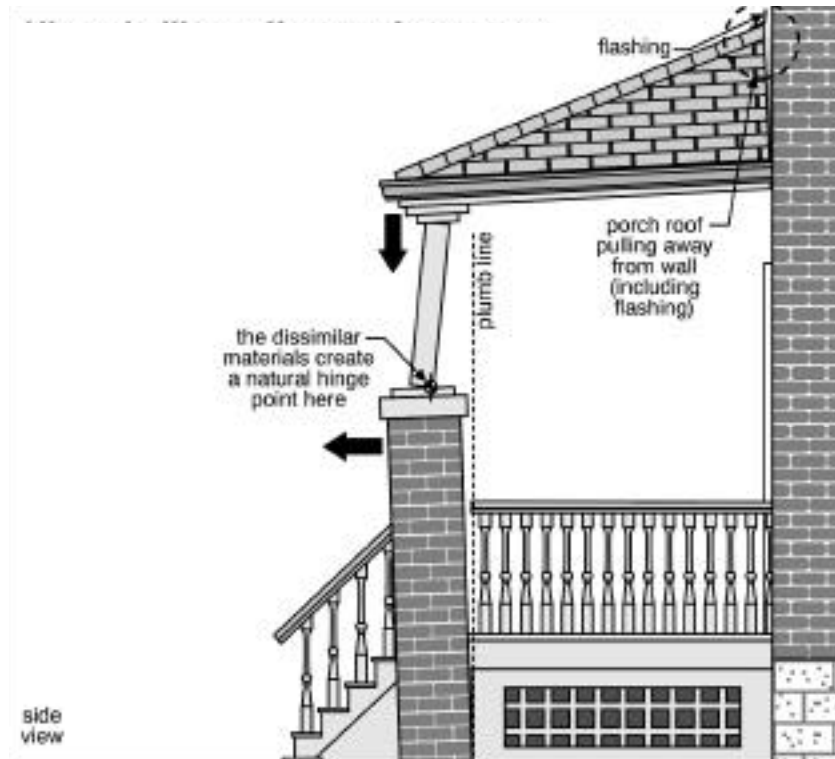 flashing
porch roof
pulling away
from wall
(including
flashing)
plumb line
the dissimilar
materials create
a natural hinge
point here
side
view